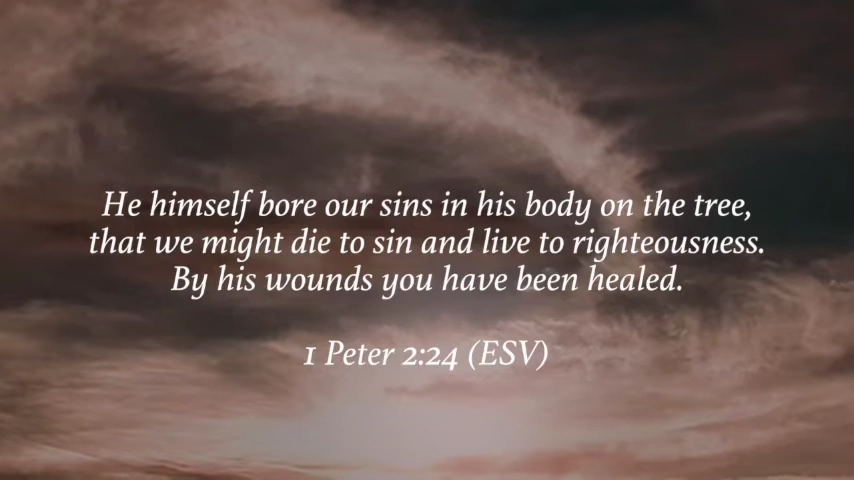 He himself bore our sins in his body on the tree,
that we might die to sin and live to righteousness.
By his wounds you have been healed.
1 Peter 2:24 (ESV)